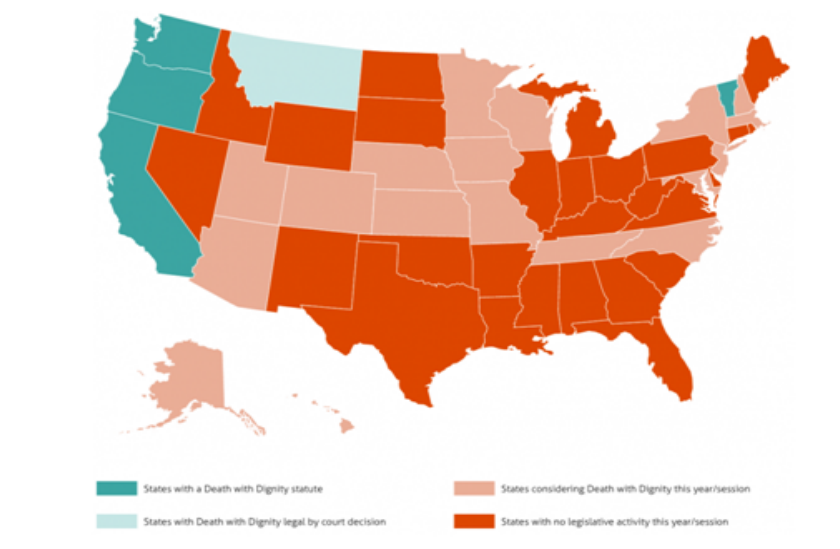 States with a Death with Dignity statute
States considering Death with Dignity this year/session
States with Death with Dignity legal by court decision
States with no legislative activity this year/session